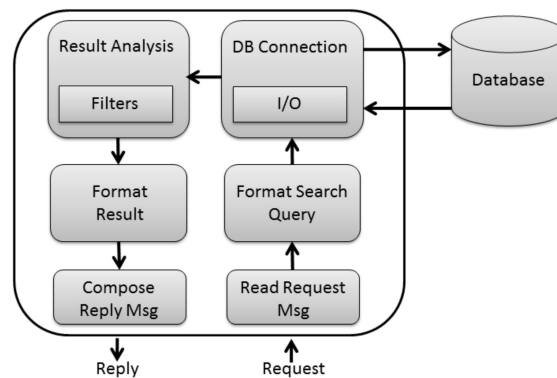 Result Analysis
Filters
DB Connection
I/O
Database
Format
Result
Format Search
Query
Compose
Reply Msg
Read Request
Msg
Reply
Request